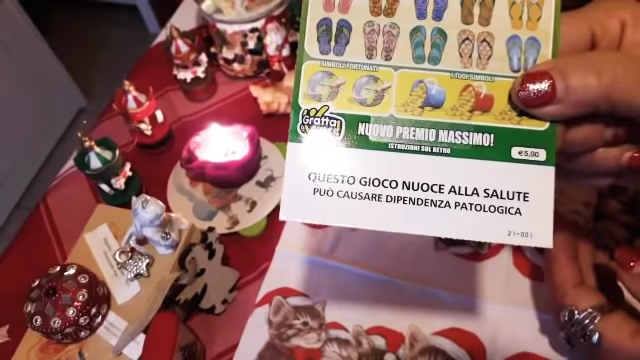 SIMBOLI FORTUNATI
I TUOI SIMBOLI
Gratta
NUOVO PREMIO MASSIMO!
ISTRUZIONI SUL RETRO
€5,00
QUESTO GIOCO NUOCE ALLA SALUTE
PUÒ CAUSARE DIPENDENZA PATOLOGICA
21-001